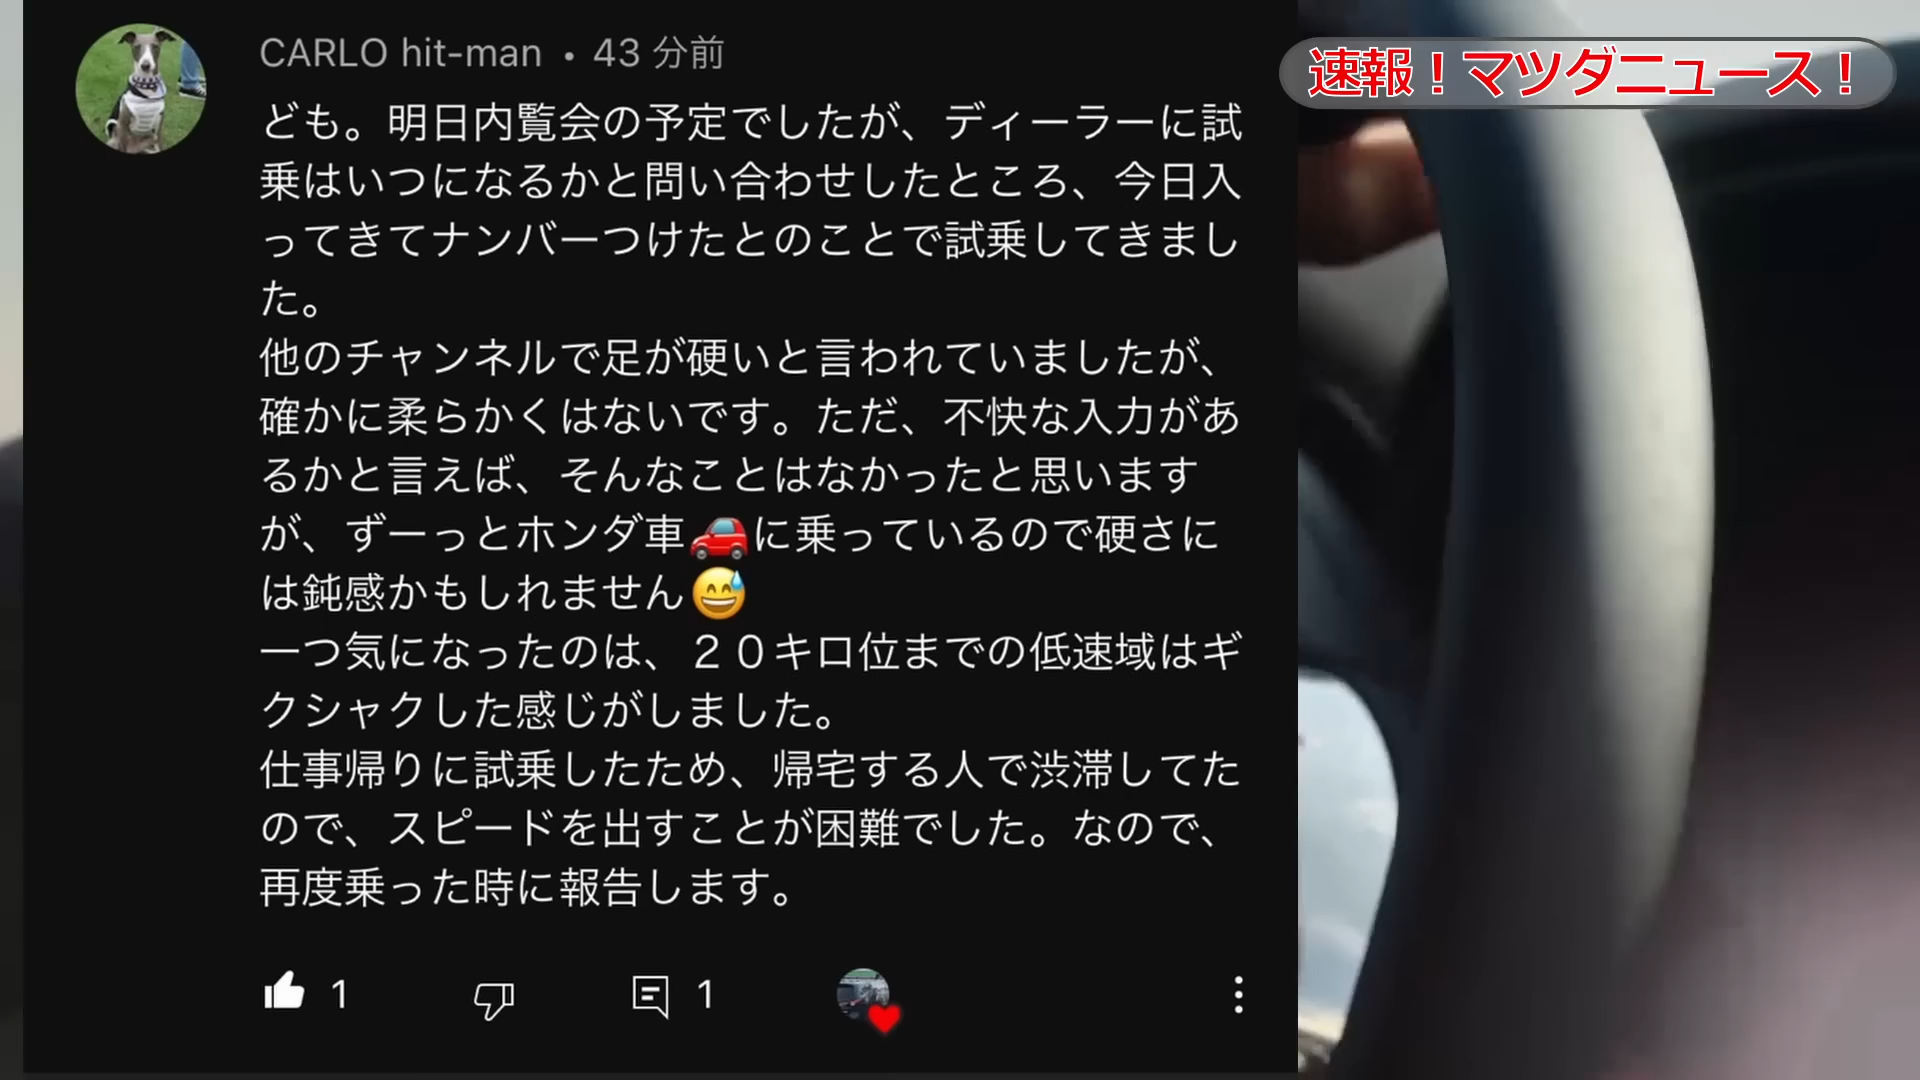 CARLO hit-man • 43 分前
速報！マツダニュース！
ども。明日内覧会の予定でしたが、ディーラーに試
乗はいつになるかと問い合わせしたところ、今日入
ってきてナンバーつけたとのことで試乗してきまし
た。
他のチャンネルで足が硬いと言われていましたが、
確かに柔らかくはないです。ただ、不快な入力があ
るかと言えば、そんなことはなかったと思います
が、ずーっとホンダ車🚗に乗っているので硬さに
は鈍感かもしれません😅
一つ気になったのは、２０キロ位までの低速域はギ
クシャクした感じがしました。
仕事帰りに試乗したため、帰宅する人で渋滞してた
ので、スピードを出すことが困難でした。なので、
再度乗った時に報告します。
1
1